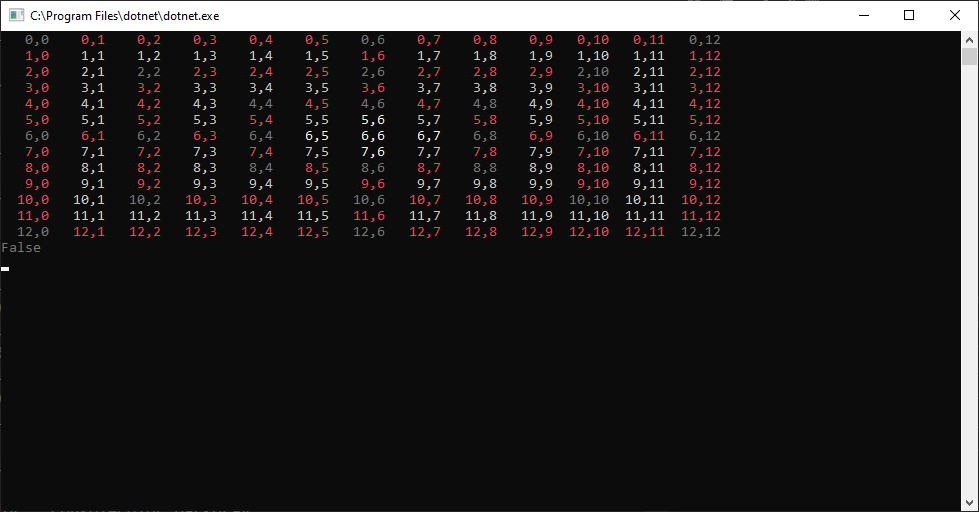 C:\Program Files\dotnet\dotnet.exe
0,0 0,1 0,2 0,3 0,4 0,5 0,6 0,7 0,8 0,9 0,10 0,11 0,12
1,0 1,1 1,2 1,3 1,4 1,5 1,6 1,7 1,8 1,9 1,10 1,11 1,12
2,0 2,1 2,2 2,3 2,4 2,5 2,6 2,7 2,8 2,9 2,10 2,11 2,12
3,0 3,1 3,2 3,3 3,4 3,5 3,6 3,7 3,8 3,9 3,10 3,11 3,12
4,0 4,1 4,2 4,3 4,4 4,5 4,6 4,7 4,8 4,9 4,10 4,11 4,12
5,0 5,1 5,2 5,3 5,4 5,5 5,6 5,7 5,8 5,9 5,10 5,11 5,12
6,0 6,1 6,2 6,3 6,4 6,5 6,6 6,7 6,8 6,9 6,10 6,11 6,12
7,0 7,1 7,2 7,3 7,4 7,5 7,6 7,7 7,8 7,9 7,10 7,11 7,12
8,0 8,1 8,2 8,3 8,4 8,5 8,6 8,7 8,8 8,9 8,10 8,11 8,12
9,0 9,1 9,2 9,3 9,4 9,5 9,6 9,7 9,8 9,9 9,10 9,11 9,12
10,0 10,1 10,2 10,3 10,4 10,5 10,6 10,7 10,8 10,9 10,10 10,11 10,12
11,0 11,1 11,2 11,3 11,4 11,5 11,6 11,7 11,8 11,9 11,10 11,11 11,12
12,0 12,1 12,2 12,3 12,4 12,5 12,6 12,7 12,8 12,9 12,10 12,11 12,12
False